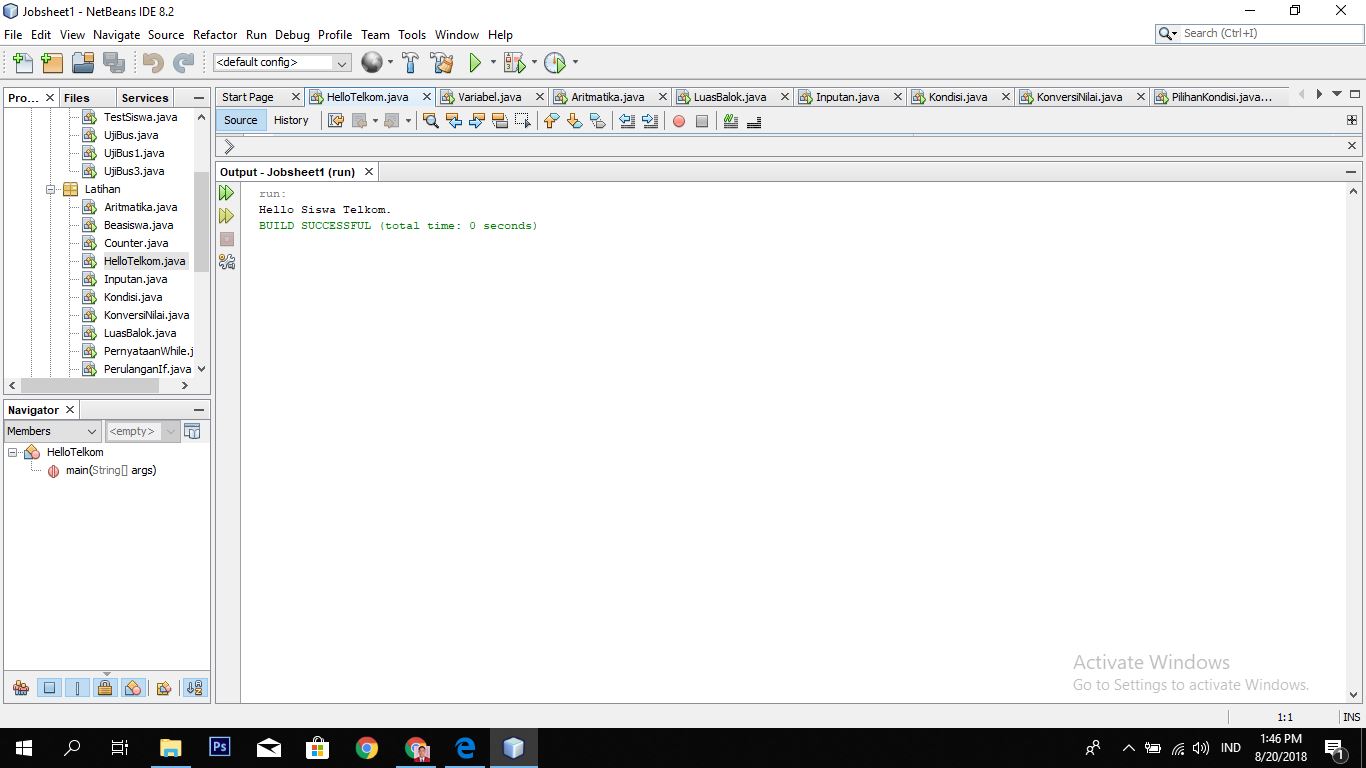 Jobsheet1 - NetBeans IDE 8.2
File Edit View Navigate Source Refactor Run Debug Profile Team Tools Window Help
Search (Ctrl+I)
<default config>
Pro... Files Services
Start Page HelloTelkom.java Variabel.java Aritmatika.java LuasBalok.java Inputan.java Kondisi.java KonversiNilai.java PilihanKondisi.java...
Source History
TestSiswa.java
UjiBus.java
UjiBus1.java
UjiBus3.java
Latihan
Aritmatika.java
Beasiswa.java
Counter.java
HelloTelkom.java
Inputan.java
Kondisi.java
KonversiNilai.java
LuasBalok.java
PernyataanWhile.j
PerulanganIf.java
Output - Jobsheet1 (run)
run:
Hello Siswa Telkom.
BUILD SUCCESSFUL (total time: 0 seconds)
Navigator
Members <empty>
HelloTelkom
main(String[] args)
Activate Windows
Go to Settings to activate Windows.
1:1 INS
Ps
IND
1:46 PM
8/20/2018
1